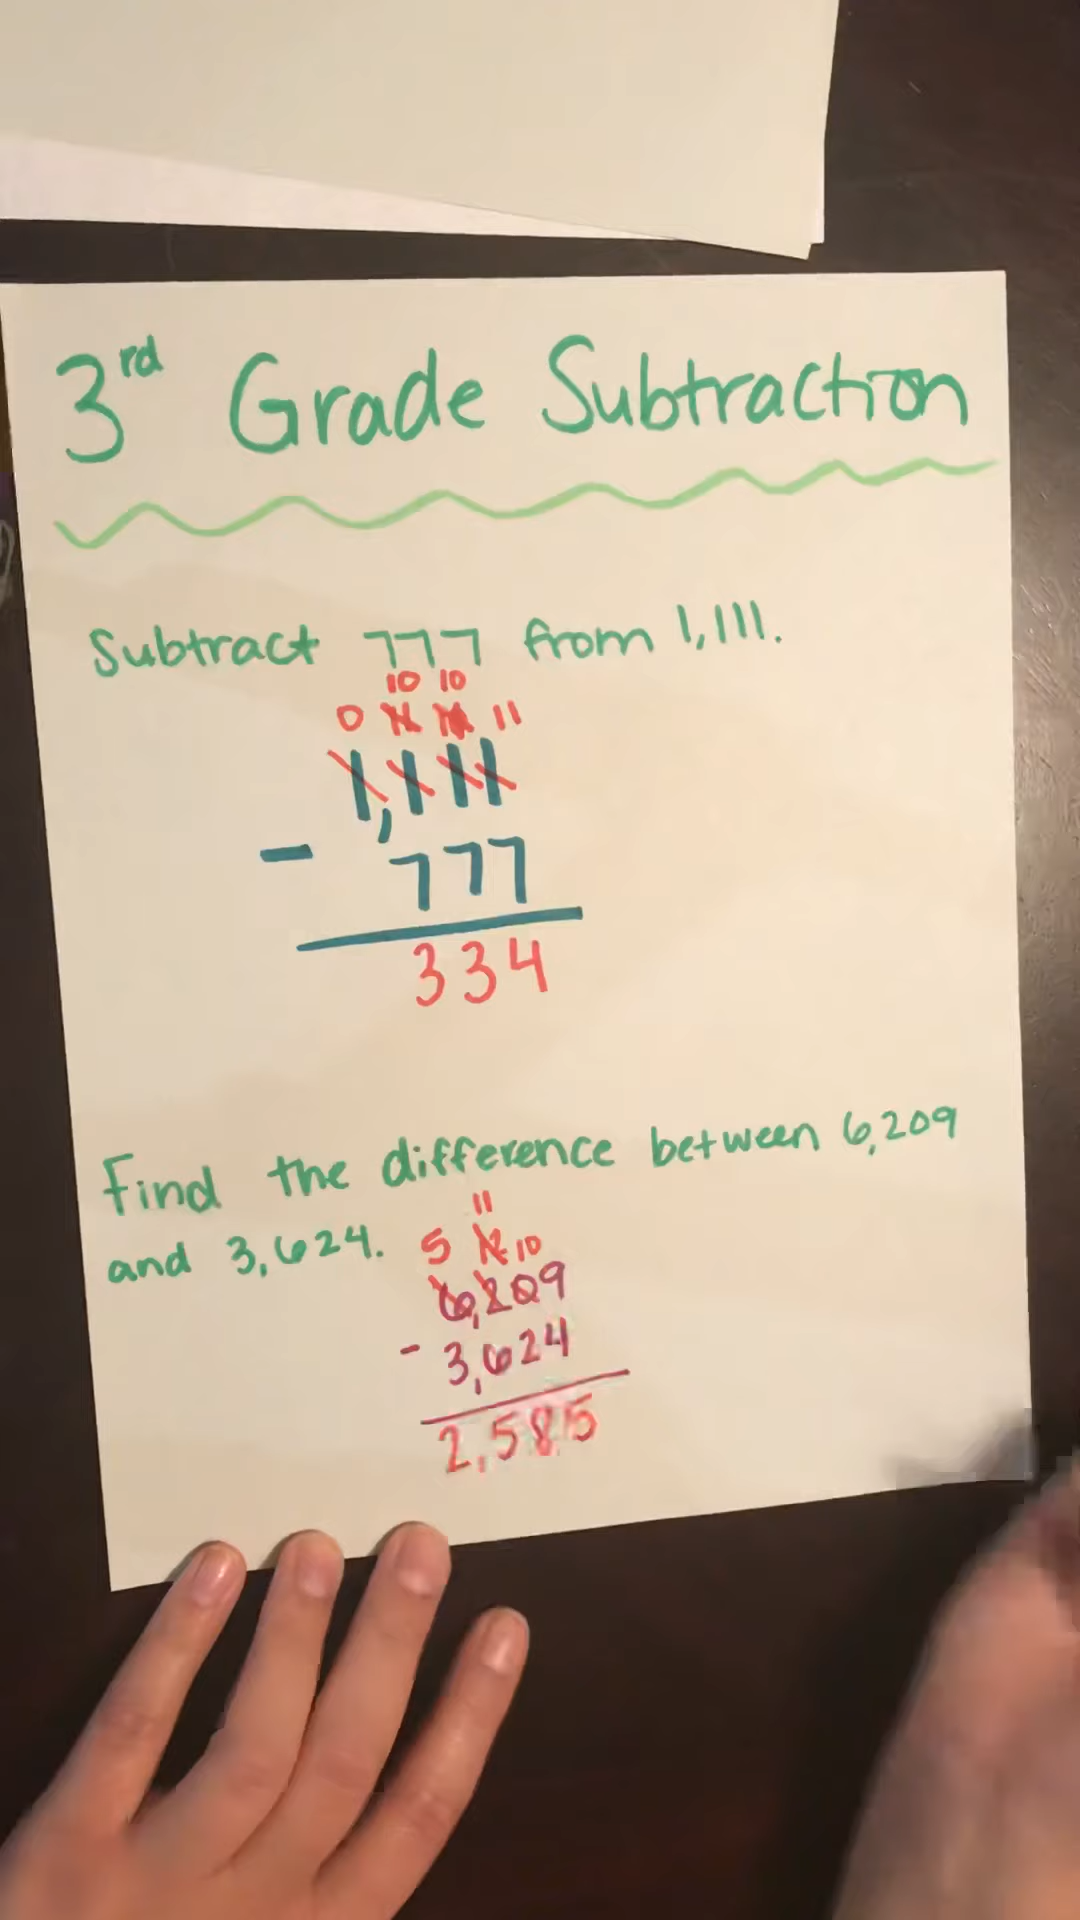 3rd Grade Subtraction
Subtract 777 from 1,111.
10 10
0 11 11 11
1,111
- 777
334
Find the difference between 6,209
and 3,624.
11
5 12 10
6,209
- 3,624
2,585